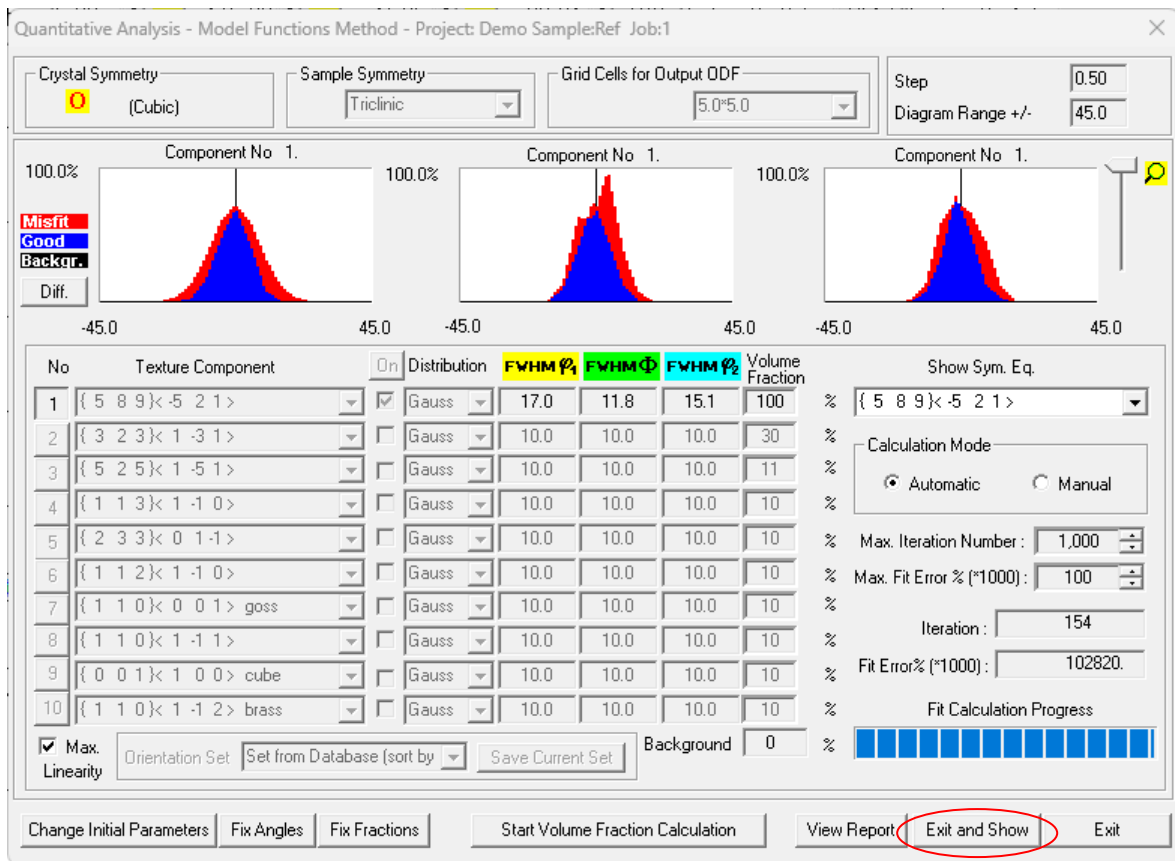 Quantitative Analysis - Model Functions Method - Project: Demo Sample:Ref Job:1
Crystal Symmetry
O (Cubic)
Sample Symmetry
Triclinic
Grid Cells for Output ODF
5.0*5.0
Step 0.50
Diagram Range +/- 45.0
Component No 1. Component No 1. Component No 1.
100.0% 100.0% 100.0%
Misfit
Good
Backgr.
Diff.
-45.0 45.0 -45.0 45.0 -45.0 45.0
No Texture Component On Distribution FWHM φ1 FWHM Φ FWHM φ2 Volume Fraction
1 { 5 8 9}< -5 2 1> Gauss 17.0 11.8 15.1 100 %
2 { 3 2 3}< 1 -3 1> Gauss 10.0 10.0 10.0 30 %
3 { 5 2 5}< 1 -5 1> Gauss 10.0 10.0 10.0 11 %
4 { 1 1 3}< 1 -1 0> Gauss 10.0 10.0 10.0 10 %
5 { 2 3 3}< 0 1 -1> Gauss 10.0 10.0 10.0 10 %
6 { 1 1 2}< 1 -1 0> Gauss 10.0 10.0 10.0 10 %
7 { 1 1 0}< 0 0 1> goss Gauss 10.0 10.0 10.0 10 %
8 { 1 1 0}< 1 -1 1> Gauss 10.0 10.0 10.0 10 %
9 { 0 0 1}< 1 0 0> cube Gauss 10.0 10.0 10.0 10 %
10 { 1 1 0}< 1 -1 2> brass Gauss 10.0 10.0 10.0 10 %
Max. Linearity
Orientation Set Set from Database (sort by Save Current Set
Background 0 %
Show Sym. Eq.
{ 5 8 9}< -5 2 1>
Calculation Mode
Automatic Manual
Max. Iteration Number : 1,000
Max. Fit Error % (*1000) : 100
Iteration : 154
Fit Error% (*1000) : 102820.
Fit Calculation Progress
Change Initial Parameters Fix Angles Fix Fractions Start Volume Fraction Calculation View Report Exit and Show Exit